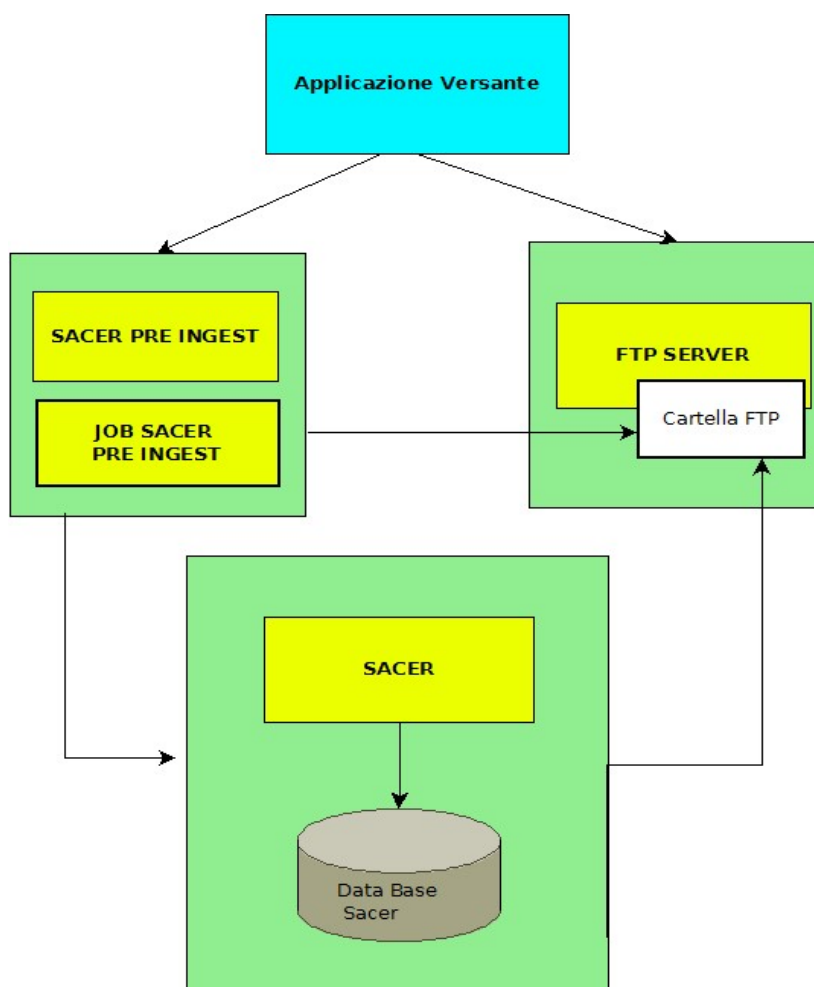 Applicazione Versante
SACER PRE INGEST
JOB SACER
PRE INGEST
FTP SERVER
Cartella FTP
SACER
Data Base
Sacer